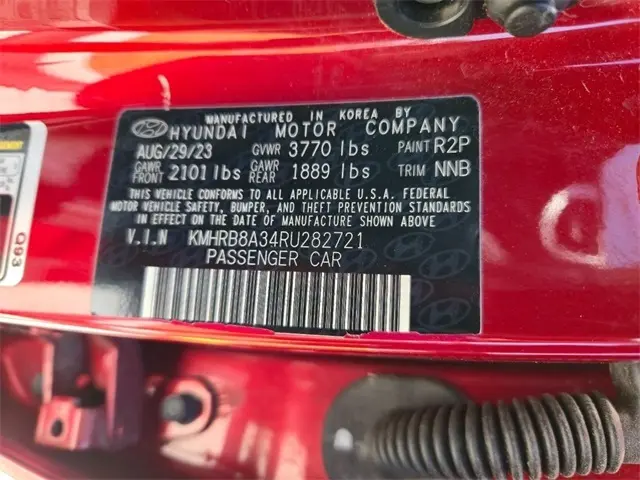 MANUFACTURED IN KOREA BY
HYUNDAI MOTOR COMPANY
AUG/29/23 GVWR 3770 lbs PAINT R2P
GAWR FRONT 2101 lbs GAWR REAR 1889 lbs TRIM NNB
THIS VEHICLE CONFORMS TO ALL APPLICABLE U.S.A. FEDERAL
MOTOR VEHICLE SAFETY, BUMPER, AND THEFT PREVENTION STANDARDS
IN EFFECT ON THE DATE OF MANUFACTURE SHOWN ABOVE
V.I.N KMHRB8A34RU282721
PASSENGER CAR
Q93